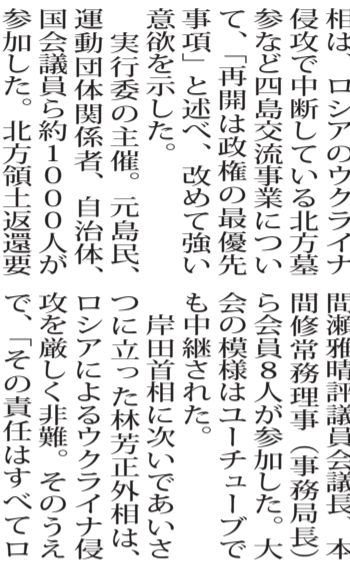 相は、ロシアのウクライナ
侵攻で中断している北方墓
参など四島交流事業につい
て、「再開は政権の最優先
事項」と述べ、改めて強い
意欲を示した。
実行委の主催。元島民、
運動団体関係者、自治体、
国会議員ら約1000人が
参加した。北方領土返還要
間瀬雅晴評議員会議長、本
間修常務理事（事務局長）
ら会員8人が参加した。大
会の模様はユーチューブで
も中継された。
岸田首相に次いであいさ
つに立った林芳正外相は、
ロシアによるウクライナ侵
攻を厳しく非難。そのうえ
で、「その責任はすべてロ